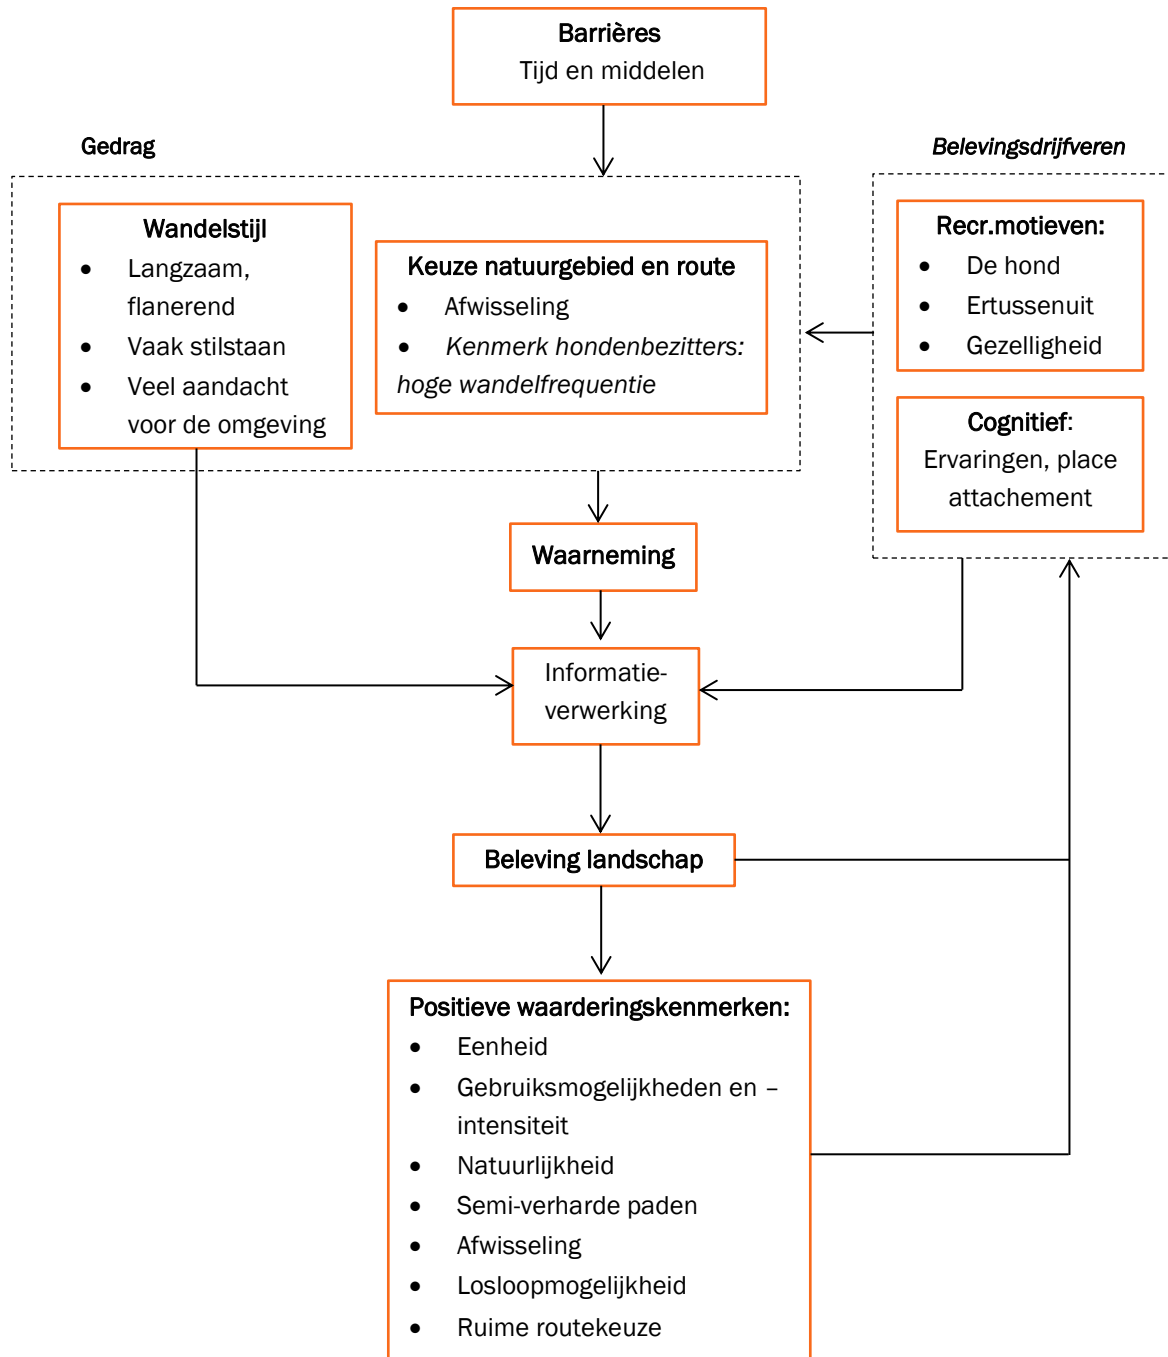 Barrières
Tijd en middelen
Gedrag
Belevingsdrijfveren
Wandelstijl
• Langzaam,
flanerend
• Vaak stilstaan
• Veel aandacht
voor de omgeving
Keuze natuurgebied en route
• Afwisseling
• Kenmerk hondenbezitters:
hoge wandelfrequentie
Recr.motieven:
• De hond
• Ertussenuit
• Gezelligheid
Cognitief:
Ervaringen, place
attachement
Waarneming
Informatie-
verwerking
Beleving landschap
Positieve waarderingskenmerken:
• Eenheid
• Gebruiksmogelijkheden en –
intensiteit
• Natuurlijkheid
• Semi-verharde paden
• Afwisseling
• Losloopmogelijkheid
• Ruime routekeuze